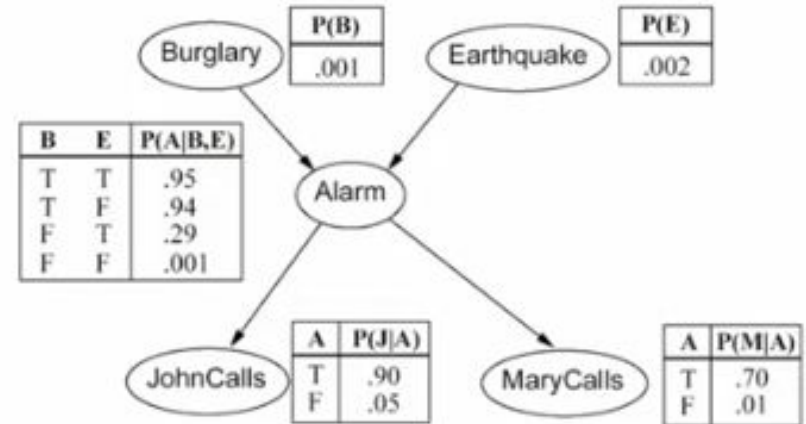 Burglary
P(B)
.001
Earthquake
P(E)
.002
B E P(A|B,E)
T T .95
T F .94
F T .29
F F .001
Alarm
JohnCalls
A P(J|A)
T .90
F .05
MaryCalls
A P(M|A)
T .70
F .01